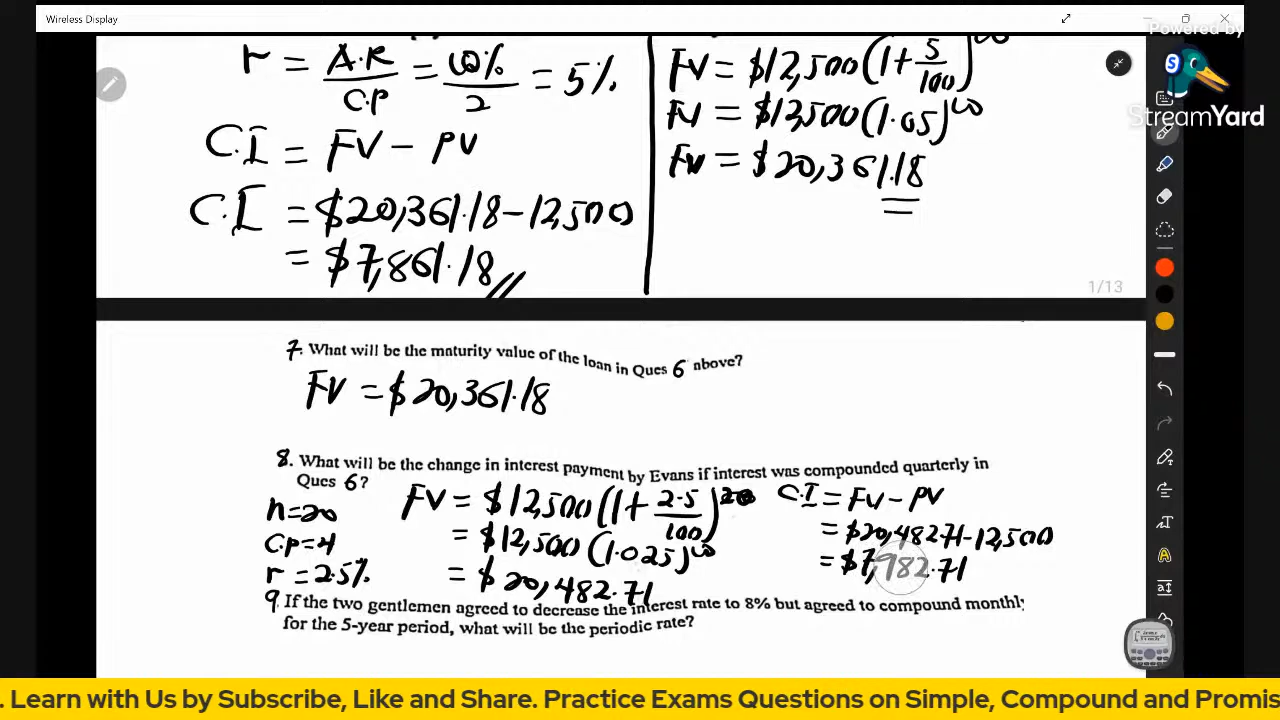 Wireless Display
Powered by
StreamYard
r = A.R / C.P = 10% / 2 = 5%
C.I = FV - PV
C.I = $20,361.18 - 12,500
= $7,861.18
FV = $12,500(1 + 5/100)^10
FV = $12,500(1.05)^10
FV = $20,361.18
1/13
7. What will be the maturity value of the loan in Ques 6 above?
FV = $20,361.18
8. What will be the change in interest payment by Evans if interest was compounded quarterly in
Ques 6?
n=20
C.P=4
r = 2.5%
FV = $12,500(1 + 2.5/100)^20
= $12,500(1.025)^20
= $20,482.71
C.I = FV - PV
= $20,482.71-12,500
= $7,982.71
9. If the two gentlemen agreed to decrease the interest rate to 8% but agreed to compound monthly
for the 5-year period, what will be the periodic rate?
. Learn with Us by Subscribe, Like and Share. Practice Exams Questions on Simple, Compound and Promis